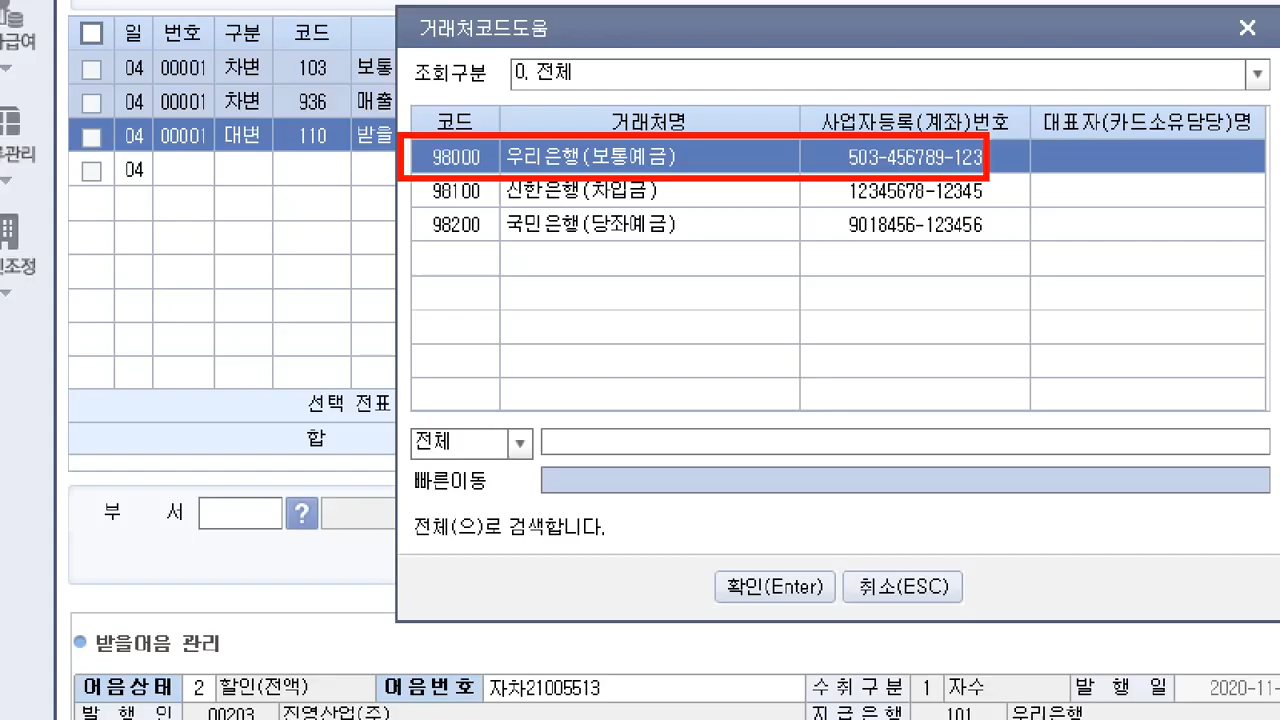 급여
관리
조정
일 번호 구분 코드
04 00001 차변 103 보통
04 00001 차변 936 매출
04 00001 대변 110 받을
04
선택 전표
합
부 서 ?
거래처코드도움
조회구분 0. 전체
코드 거래처명 사업자등록(계좌)번호 대표자(카드소유담당)명
98000 우리은행(보통예금) 503-456789-123
98100 신한은행(차입금) 12345678-12345
98200 국민은행(당좌예금) 9018456-123456
전체
빠른이동
전체(으)로 검색합니다.
확인(Enter) 취소(ESC)
받을어음 관리
어음상태 2 할인(전액) 어음번호 자차21005513 수취구분 1 자수 발 행 일 2020-11-
발 행 인 00203 진영산업(주) 지급은행 101 우리은행